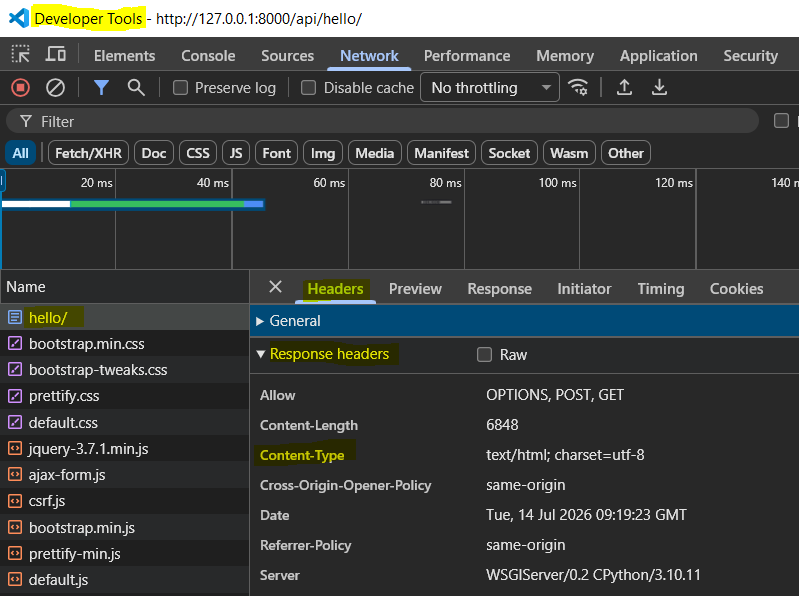 Developer Tools - http://127.0.0.1:8000/api/hello/
Elements Console Sources Network Performance Memory Application Security
Preserve log Disable cache No throttling
Filter
All Fetch/XHR Doc CSS JS Font Img Media Manifest Socket Wasm Other
20 ms 40 ms 60 ms 80 ms 100 ms 120 ms 140 m
Name
Headers Preview Response Initiator Timing Cookies
hello/
bootstrap.min.css
bootstrap-tweaks.css
prettify.css
default.css
jquery-3.7.1.min.js
ajax-form.js
csrf.js
bootstrap.min.js
prettify-min.js
default.js
General
Response headers Raw
Allow OPTIONS, POST, GET
Content-Length 6848
Content-Type text/html; charset=utf-8
Cross-Origin-Opener-Policy same-origin
Date Tue, 14 Jul 2026 09:19:23 GMT
Referrer-Policy same-origin
Server WSGIServer/0.2 CPython/3.10.11